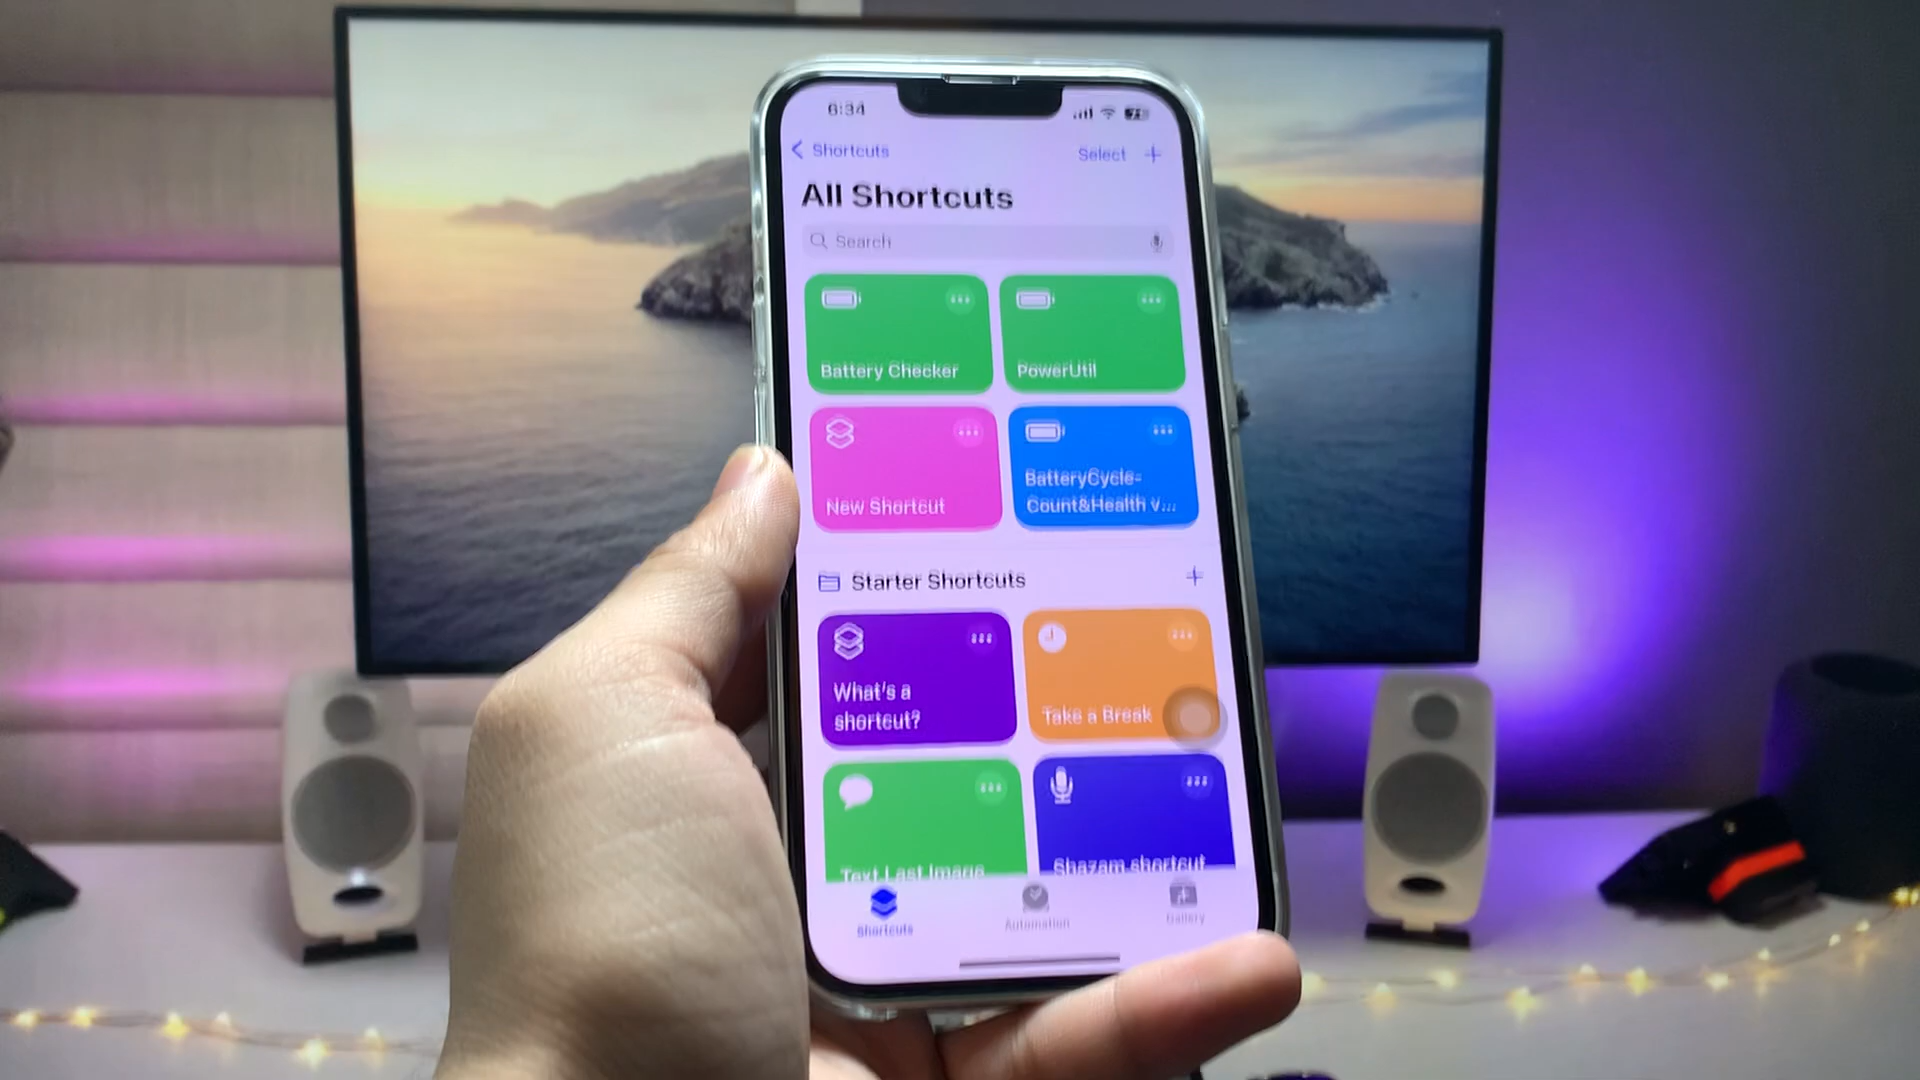 6:34
Shortcuts
Select
All Shortcuts
Search
Battery Checker
PowerUtil
New Shortcut
BatteryCycle-
Count&Health v...
Starter Shortcuts
What's a
shortcut?
Take a Break
Text Last Image
Shazam shortcut
Shortcuts
Automation
Gallery